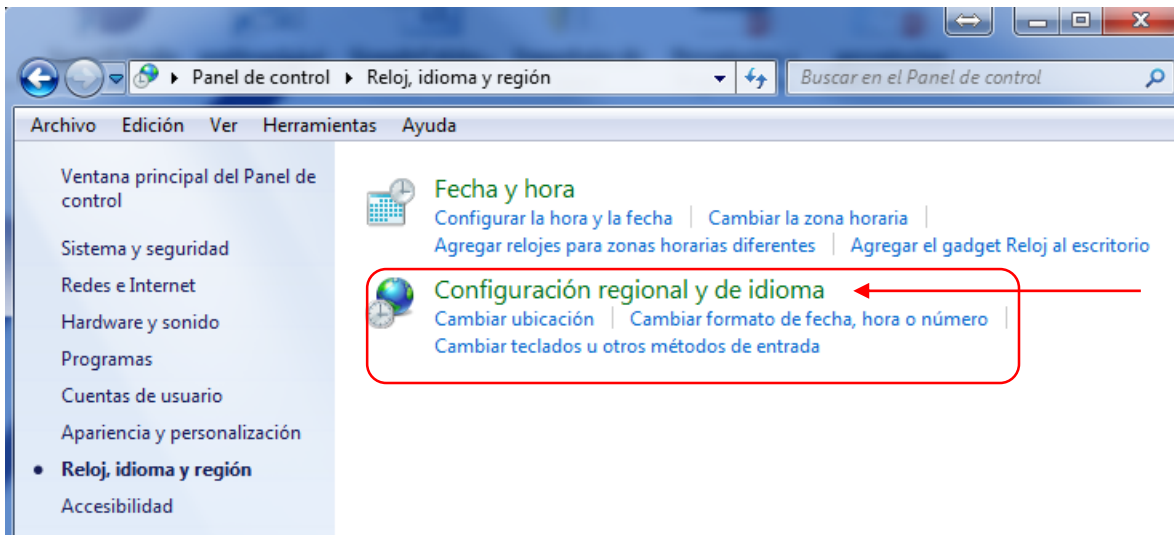 Panel de control ▸ Reloj, idioma y región
Buscar en el Panel de control
Archivo Edición Ver Herramientas Ayuda
Ventana principal del Panel de
control
Sistema y seguridad
Redes e Internet
Hardware y sonido
Programas
Cuentas de usuario
Apariencia y personalización
Reloj, idioma y región
Accesibilidad
Fecha y hora
Configurar la hora y la fecha Cambiar la zona horaria
Agregar relojes para zonas horarias diferentes Agregar el gadget Reloj al escritorio
Configuración regional y de idioma
Cambiar ubicación Cambiar formato de fecha, hora o número
Cambiar teclados u otros métodos de entrada